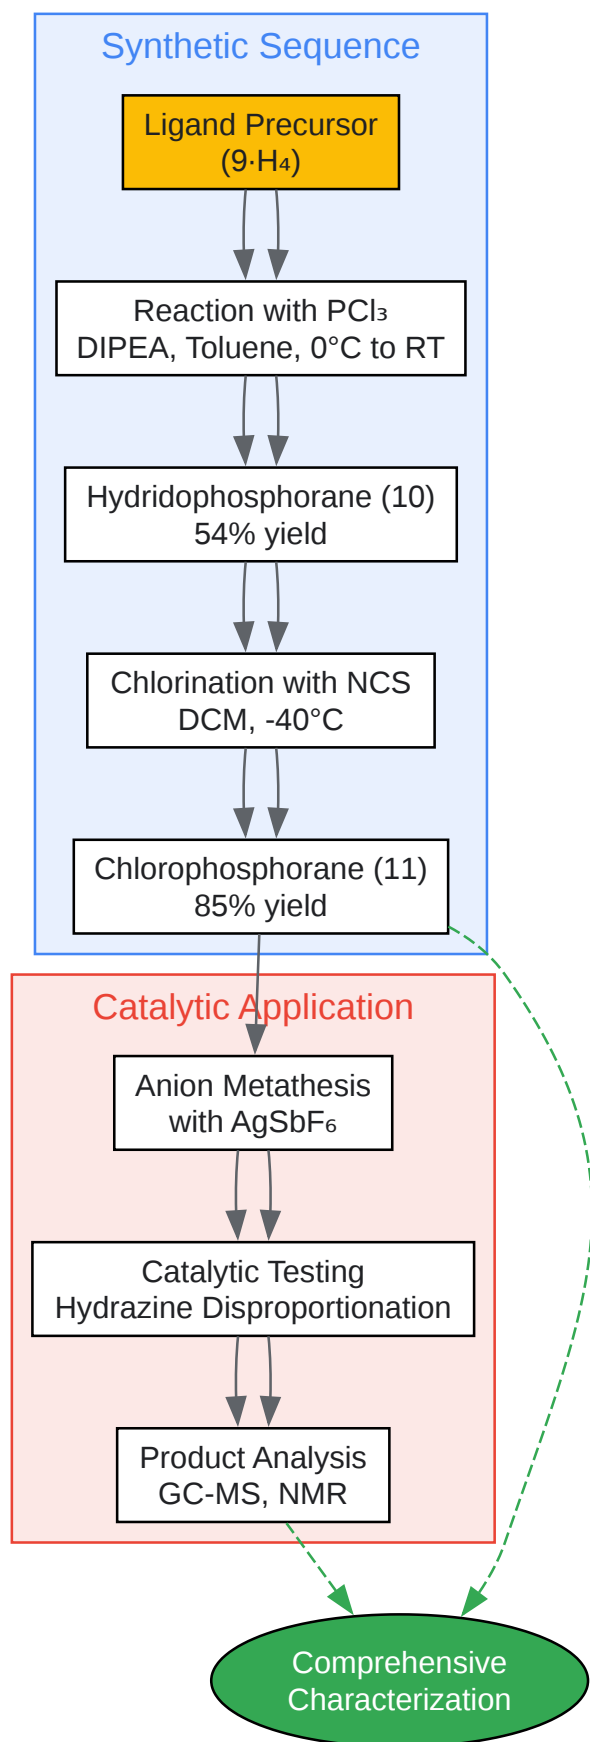 Synthetic Sequence
Ligand Precursor
(9·H₄)
Reaction with PCl₃
DIPEA, Toluene, 0°C to RT
Hydridophosphorane (10)
54% yield
Chlorination with NCS
DCM, -40°C
Chlorophosphorane (11)
85% yield
Catalytic Application
Anion Metathesis
with AgSbF₆
Catalytic Testing
Hydrazine Disproportionation
Product Analysis
GC-MS, NMR
Comprehensive
Characterization